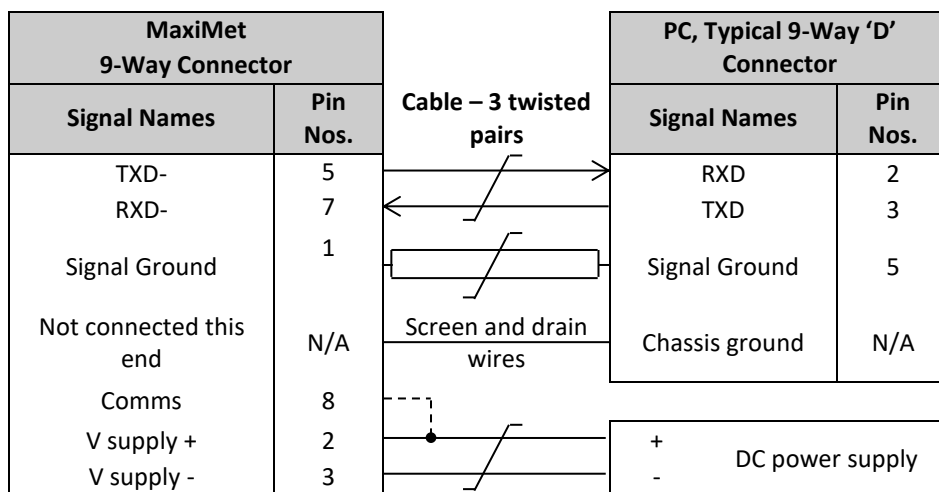 MaxiMet
9-Way Connector
PC, Typical 9-Way ‘D’
Connector
Signal Names
Pin
Nos.
Cable – 3 twisted
pairs
Signal Names
Pin
Nos.
TXD- 5 RXD 2
RXD- 7 TXD 3
Signal Ground 1 Signal Ground 5
Not connected this
end
N/A
Screen and drain
wires
Chassis ground N/A
Comms 8
V supply + 2 +
V supply - 3 -
DC power supply